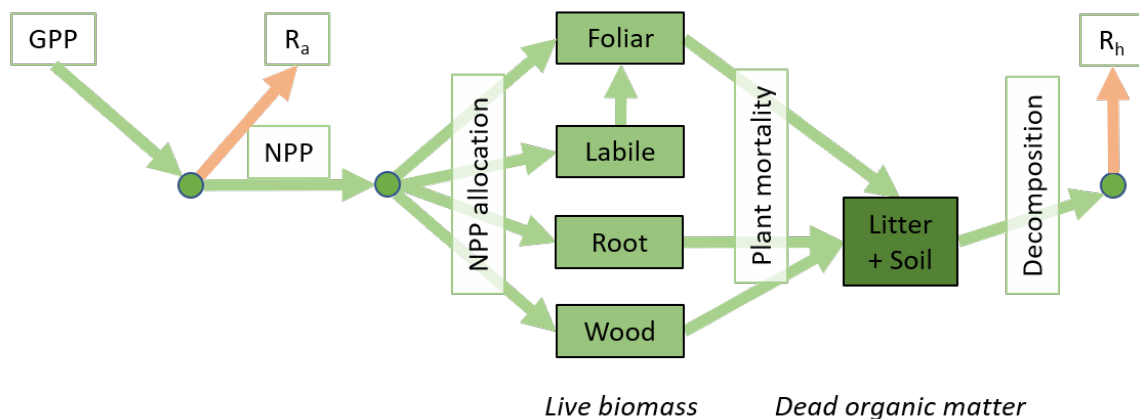 GPP
Rₐ
NPP
NPP allocation
Foliar
Labile
Root
Wood
Plant mortality
Litter
+ Soil
Decomposition
Rₕ
Live biomass
Dead organic matter